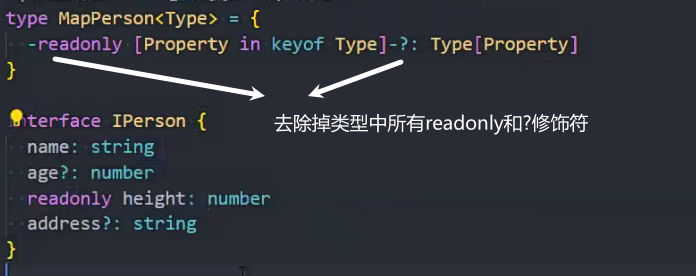 type MapPerson<Type> = {
-readonly [Property in keyof Type]-?: Type[Property]
}
去除掉类型中所有readonly和?修饰符
interface IPerson {
name: string
age?: number
readonly height: number
address?: string
}